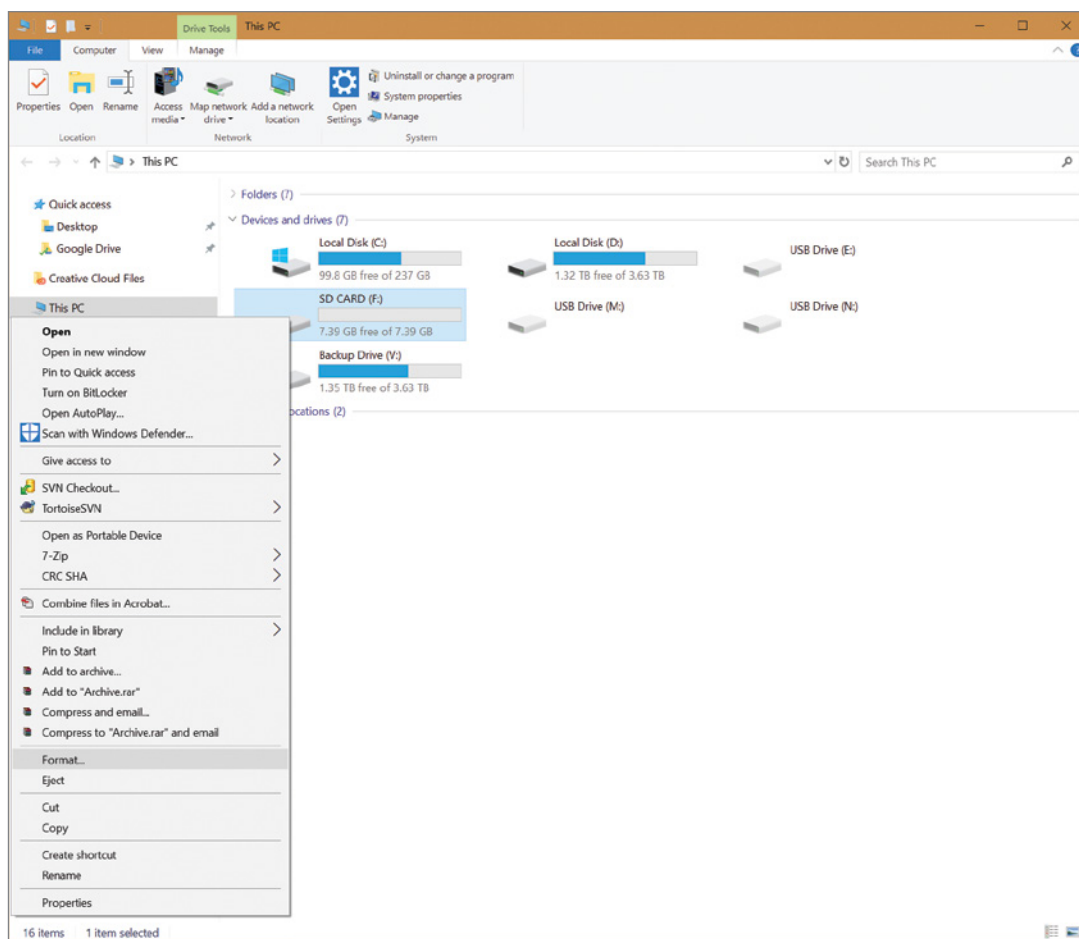 Drive Tools This PC
File Computer View Manage
Properties Open Rename Access media Map network drive Add a network location Open Settings Uninstall or change a program
System properties
Manage
Location Network System
This PC Search This PC
Quick access
Desktop
Google Drive
Creative Cloud Files
This PC
Folders (7)
Devices and drives (7)
Local Disk (C:)
99.8 GB free of 237 GB
Local Disk (D:)
1.32 TB free of 3.63 TB
USB Drive (E:)
SD CARD (F:)
7.39 GB free of 7.39 GB
USB Drive (M:)
USB Drive (N:)
Backup Drive (V:)
1.35 TB free of 3.63 TB
ocations (2)
Open
Open in new window
Pin to Quick access
Turn on BitLocker
Open AutoPlay...
Scan with Windows Defender...
Give access to
SVN Checkout...
TortoiseSVN
Open as Portable Device
7-Zip
CRC SHA
Combine files in Acrobat...
Include in library
Pin to Start
Add to archive...
Add to "Archive.rar"
Compress and email...
Compress to "Archive.rar" and email
Format...
Eject
Cut
Copy
Create shortcut
Rename
Properties
16 items 1 item selected